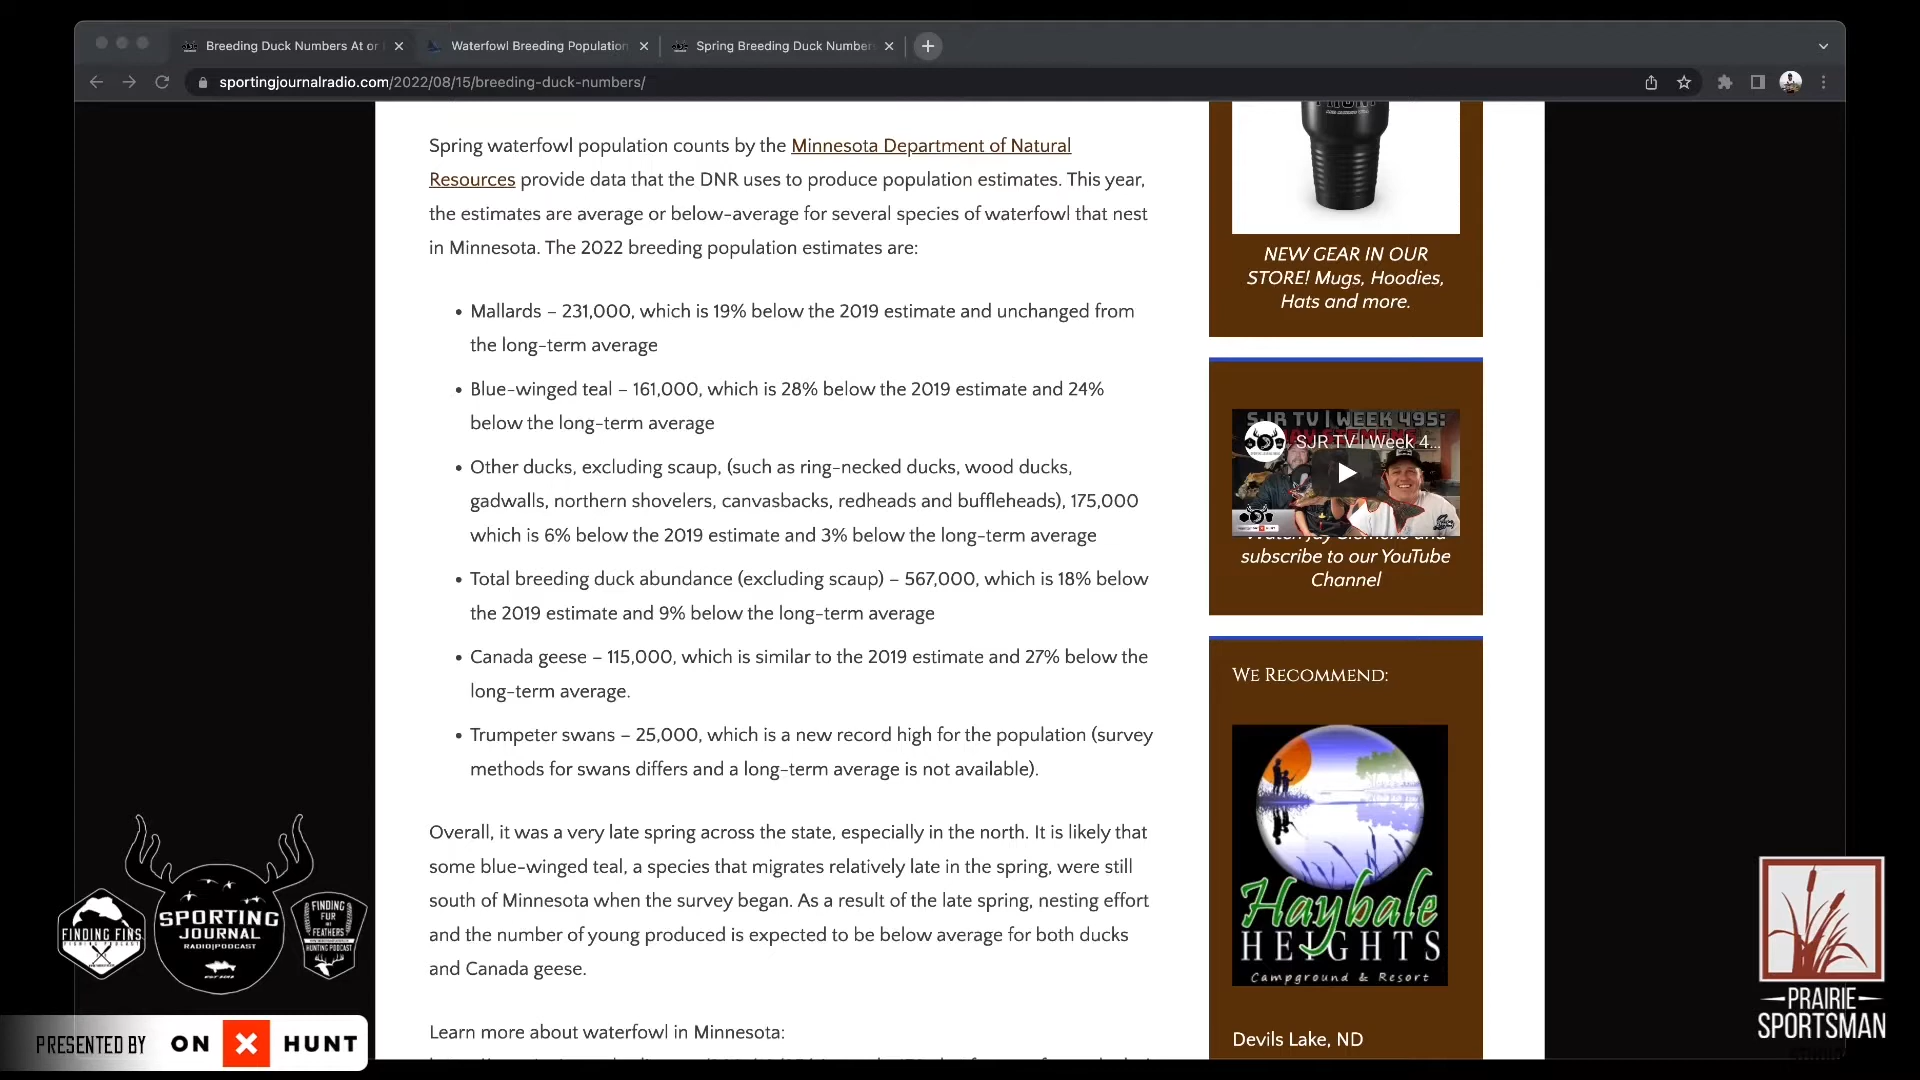 Breeding Duck Numbers At or
Waterfowl Breeding Population
Spring Breeding Duck Number
sportingjournalradio.com/2022/08/15/breeding-duck-numbers/
Spring waterfowl population counts by the Minnesota Department of Natural
Resources provide data that the DNR uses to produce population estimates. This year,
the estimates are average or below-average for several species of waterfowl that nest
in Minnesota. The 2022 breeding population estimates are:
• Mallards – 231,000, which is 19% below the 2019 estimate and unchanged from
the long-term average
• Blue-winged teal – 161,000, which is 28% below the 2019 estimate and 24%
below the long-term average
• Other ducks, excluding scaup, (such as ring-necked ducks, wood ducks,
gadwalls, northern shovelers, canvasbacks, redheads and buffleheads), 175,000
which is 6% below the 2019 estimate and 3% below the long-term average
• Total breeding duck abundance (excluding scaup) – 567,000, which is 18% below
the 2019 estimate and 9% below the long-term average
• Canada geese – 115,000, which is similar to the 2019 estimate and 27% below the
long-term average.
• Trumpeter swans – 25,000, which is a new record high for the population (survey
methods for swans differs and a long-term average is not available).
Overall, it was a very late spring across the state, especially in the north. It is likely that
some blue-winged teal, a species that migrates relatively late in the spring, were still
south of Minnesota when the survey began. As a result of the late spring, nesting effort
and the number of young produced is expected to be below average for both ducks
and Canada geese.
Learn more about waterfowl in Minnesota:
NEW GEAR IN OUR
STORE! Mugs, Hoodies,
Hats and more.
SJR TV | WEEK 495:
SJR TV | Week 4...
subscribe to our YouTube
Channel
WE RECOMMEND:
Haybale
HEIGHTS
Campground & Resort
Devils Lake, ND
FINDING FINS
FISHING PODCAST
SPORTING
JOURNAL
RADIO|PODCAST
FINDING
FUR
FEATHERS
HUNTING PODCAST
PRESENTED BY ON X HUNT
PRAIRIE
SPORTSMAN